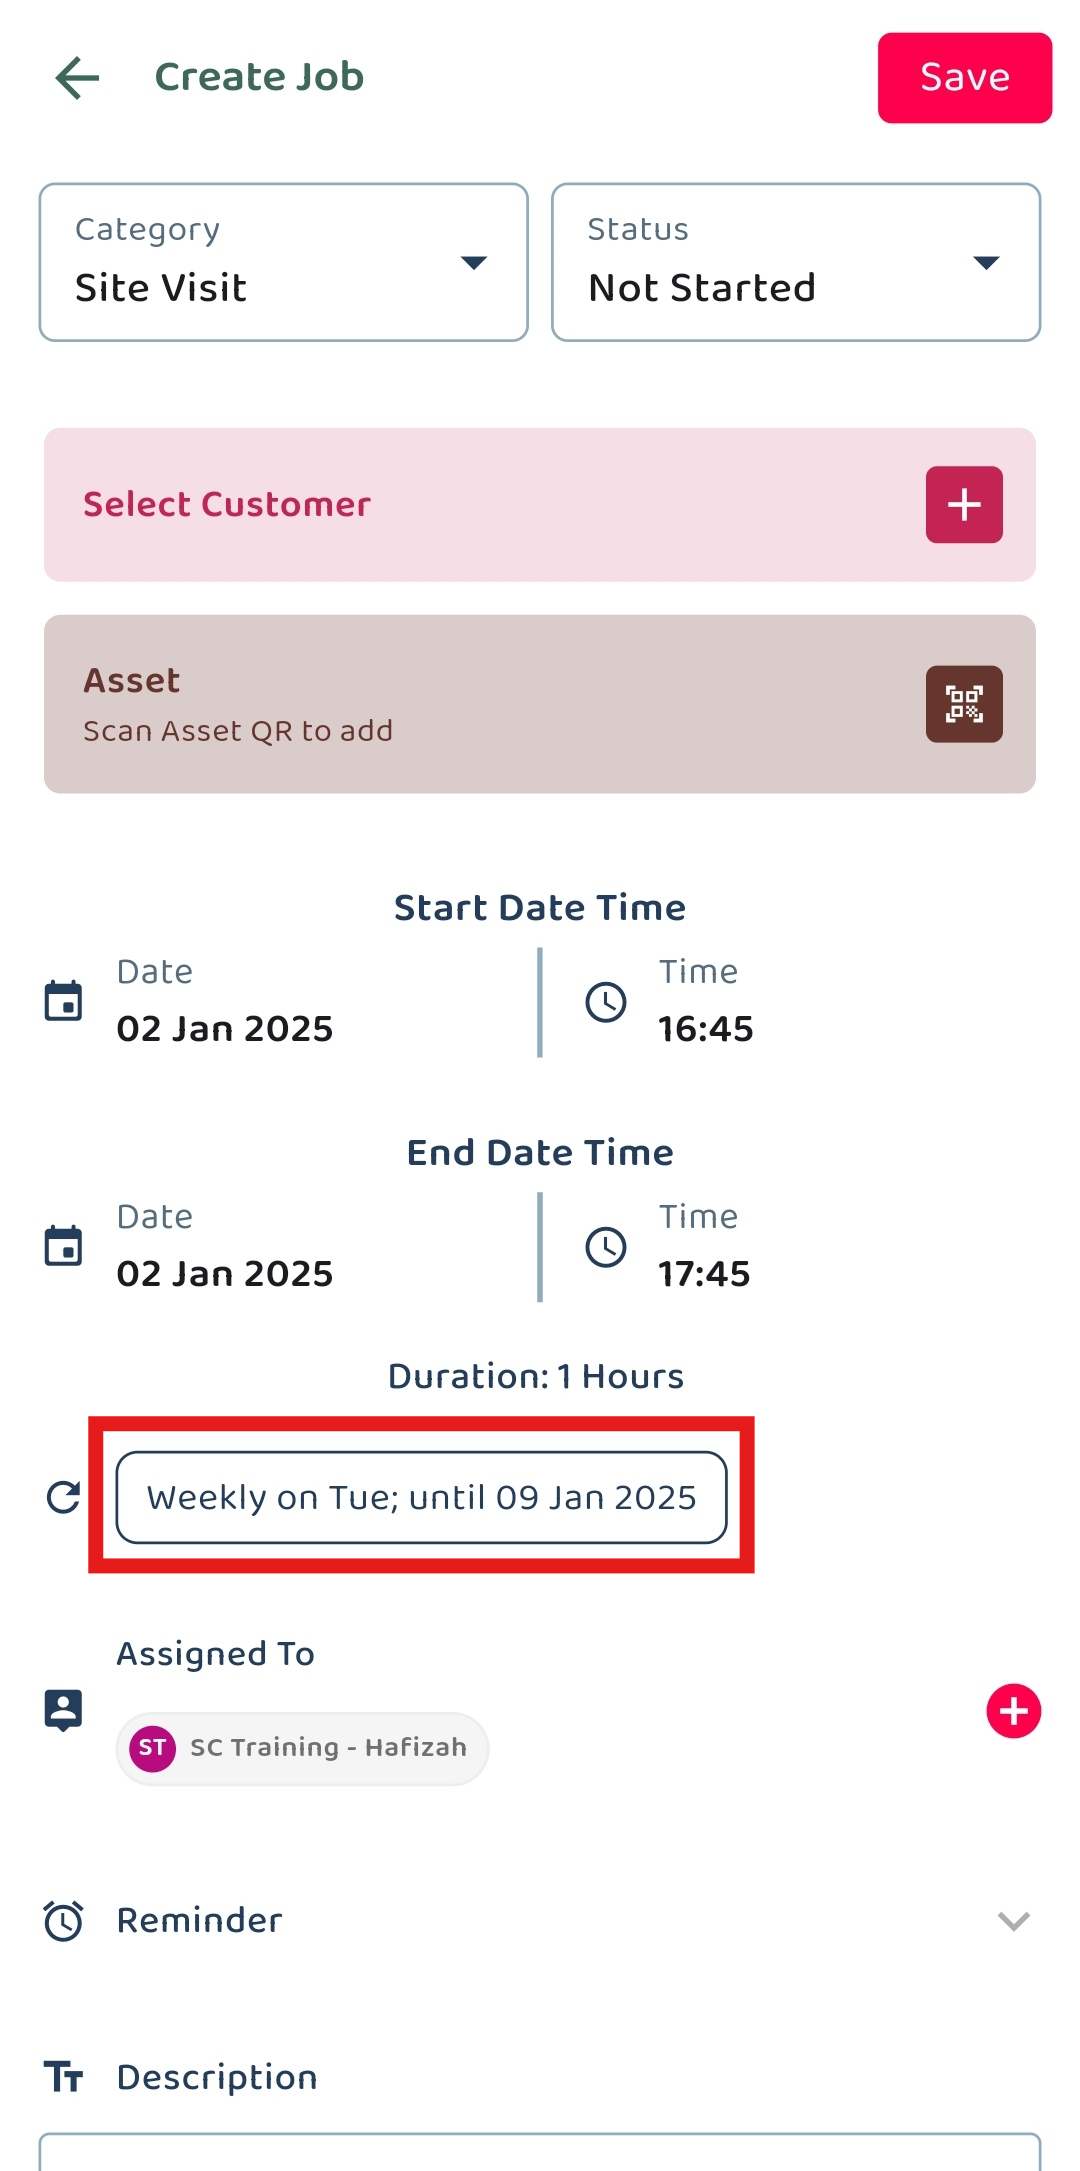 Create Job
Save
Category
Site Visit
Status
Not Started
Select Customer
Asset
Scan Asset QR to add
Start Date Time
Date
02 Jan 2025
Time
16:45
End Date Time
Date
02 Jan 2025
Time
17:45
Duration: 1 Hours
Weekly on Tue; until 09 Jan 2025
Assigned To
ST SC Training - Hafizah
Reminder
Tт Description